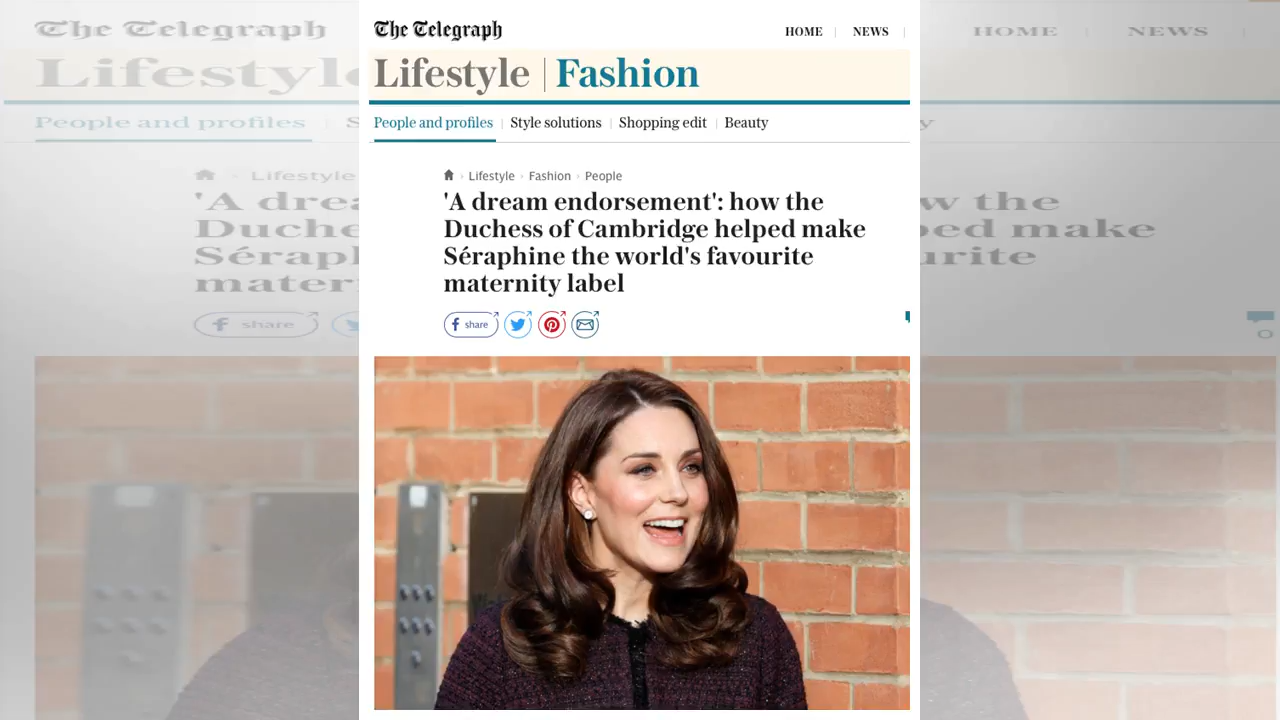 The Telegraph
HOME
NEWS
Lifestyle | Fashion
People and profiles
Style solutions
Shopping edit
Beauty
Lifestyle
Fashion
People
'A dream endorsement': how the
Duchess of Cambridge helped make
Séraphine the world's favourite
maternity label
share